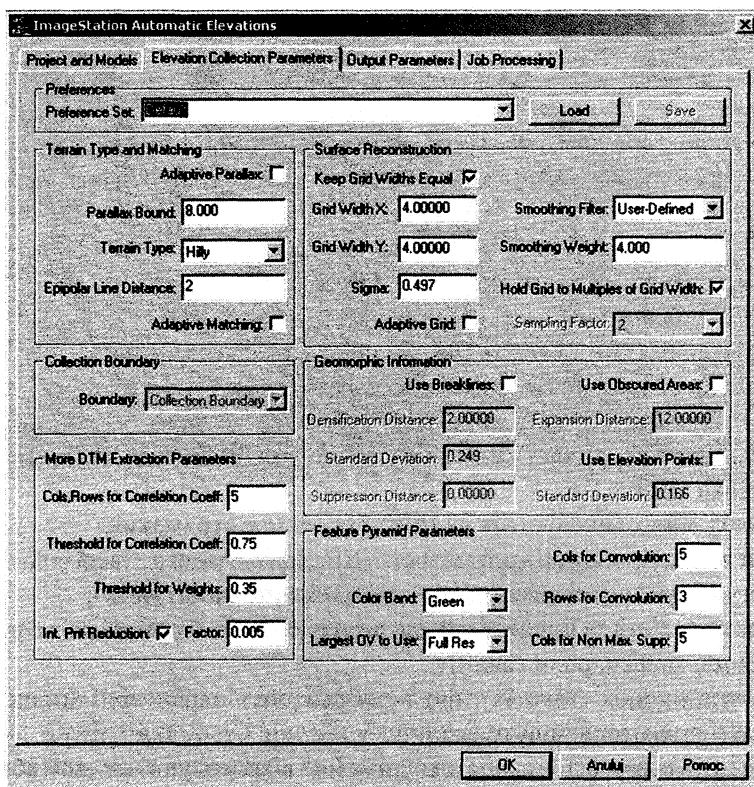 ImageStation Automatic Elevations
Project and Models Elevation Collection Parameters Output Parameters Job Processing
Preferences
Preference Set: Load Save
Terrain Type and Matching
Adaptive Parallax:
Parallax Bound: 8.000
Terrain Type: Hilly
Epipolar Line Distance: 2
Adaptive Matching:
Surface Reconstruction
Keep Grid Widths Equal
Grid Width X: 4.00000 Smoothing Filter: User-Defined
Grid Width Y: 4.00000 Smoothing Weight: 4.000
Sigma: 0.497 Hold Grid to Multiples of Grid Width:
Adaptive Grid: Sampling Factor: 2
Collection Boundary
Boundary: Collection Boundary
Geomorphic Information
Use Breaklines: Use Obscured Areas:
Densification Distance: 2.00000 Expansion Distance: 12.00000
Standard Deviation: 0.249 Use Elevation Points:
Suppression Distance: 0.00000 Standard Deviation: 0.166
More DTM Extraction Parameters
Cols,Rows for Correlation Coeff: 5
Threshold for Correlation Coeff: 0.75
Threshold for Weights: 0.35
Int. Pnt Reduction: Factor: 0.005
Feature Pyramid Parameters
Cols for Convolution: 5
Color Band: Green Rows for Convolution: 3
Largest OV to Use: Full Res Cols for Non Max. Supp: 5
OK Anuluj Pomoc